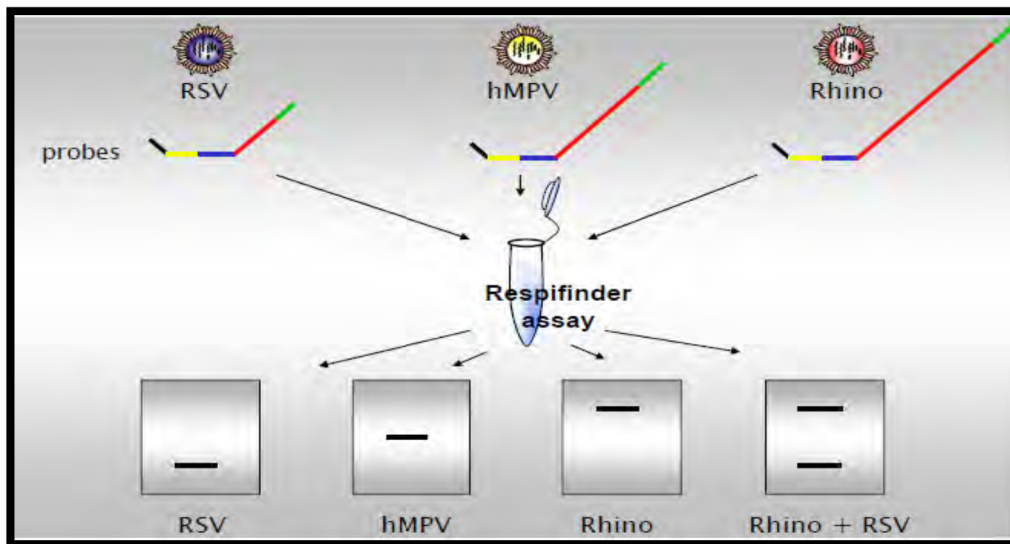 RSV hMPV Rhino
probes
Respifinder
assay
RSV hMPV Rhino Rhino + RSV